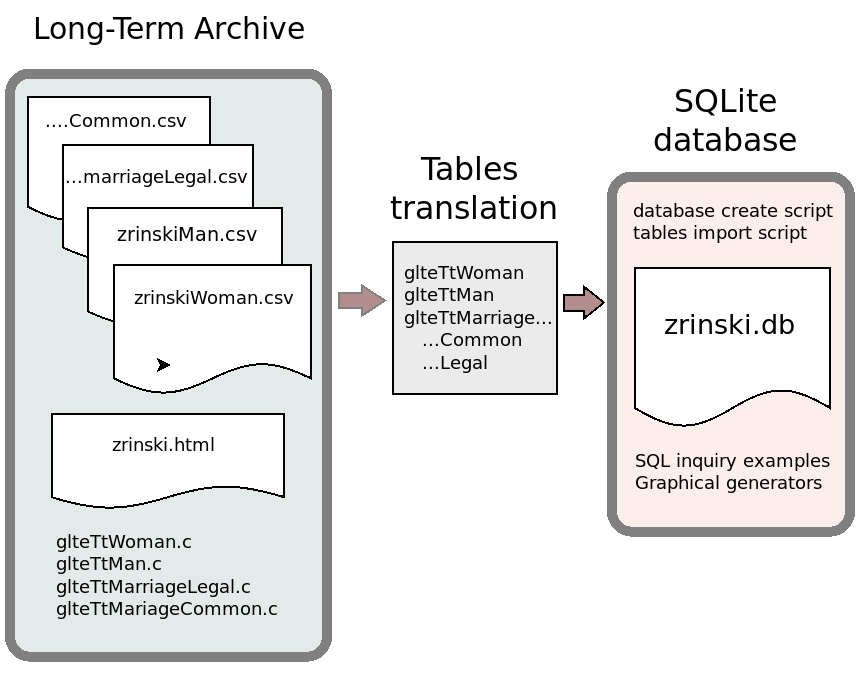 Long-Term Archive
....Common.csv
...marriageLegal.csv
zrinskiMan.csv
zrinskiWoman.csv
zrinski.html
glteTtWoman.c
glteTtMan.c
glteTtMarriageLegal.c
glteTtMariageCommon.c
Tables
translation
glteTtWoman
glteTtMan
glteTtMarriage...
...Common
...Legal
SQLite
database
database create script
tables import script
zrinski.db
SQL inquiry examples
Graphical generators